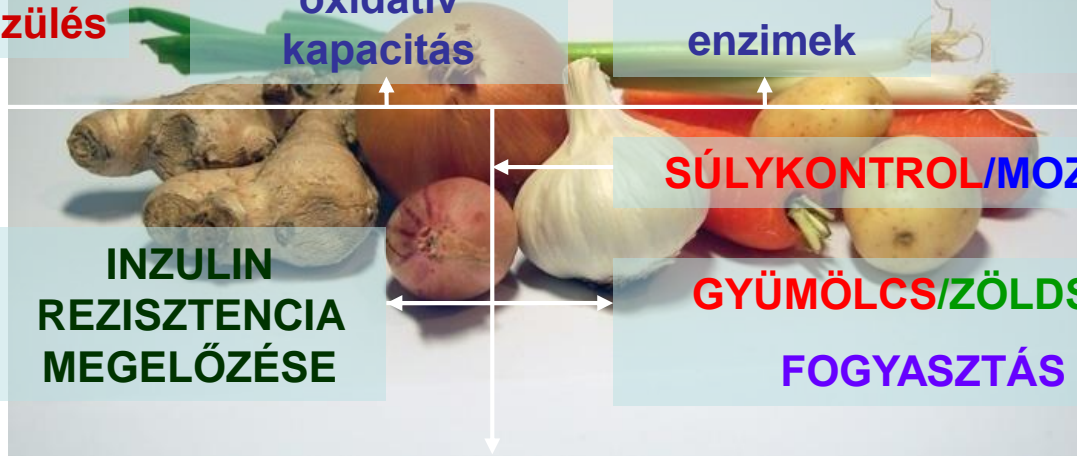 zülés
oxidatív
kapacitás
enzimek
SÚLYKONTROL/MOZ
INZULIN
REZISZTENCIA
MEGELŐZÉSE
GYÜMÖLCS/ZÖLDS
FOGYASZTÁS